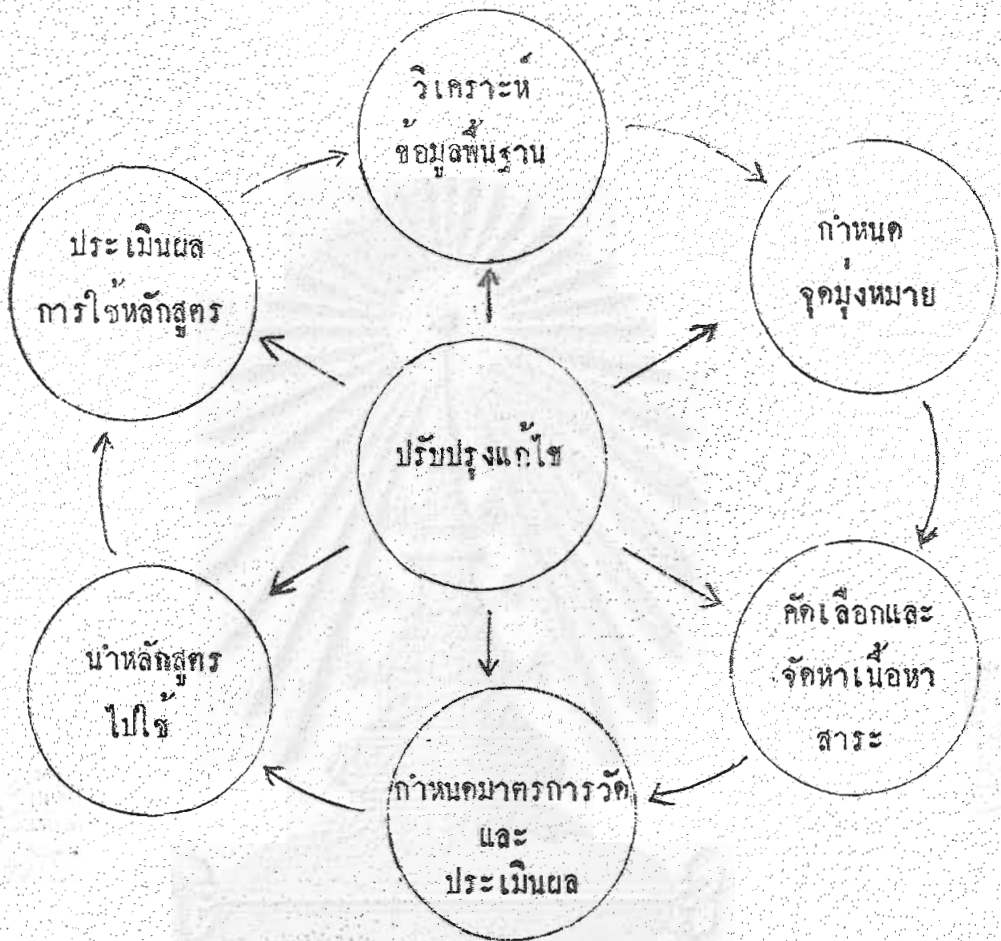 วิเคราะห์
ข้อมูลพื้นฐาน
กำหนด
จุดมุ่งหมาย
คัดเลือกและ
จัดหาเนื้อหา
สาระ
กำหนดมาตรการวัด
และ
ประเมินผล
นำหลักสูตร
ไปใช้
ประเมินผล
การใช้หลักสูตร
ปรับปรุงแก้ไข